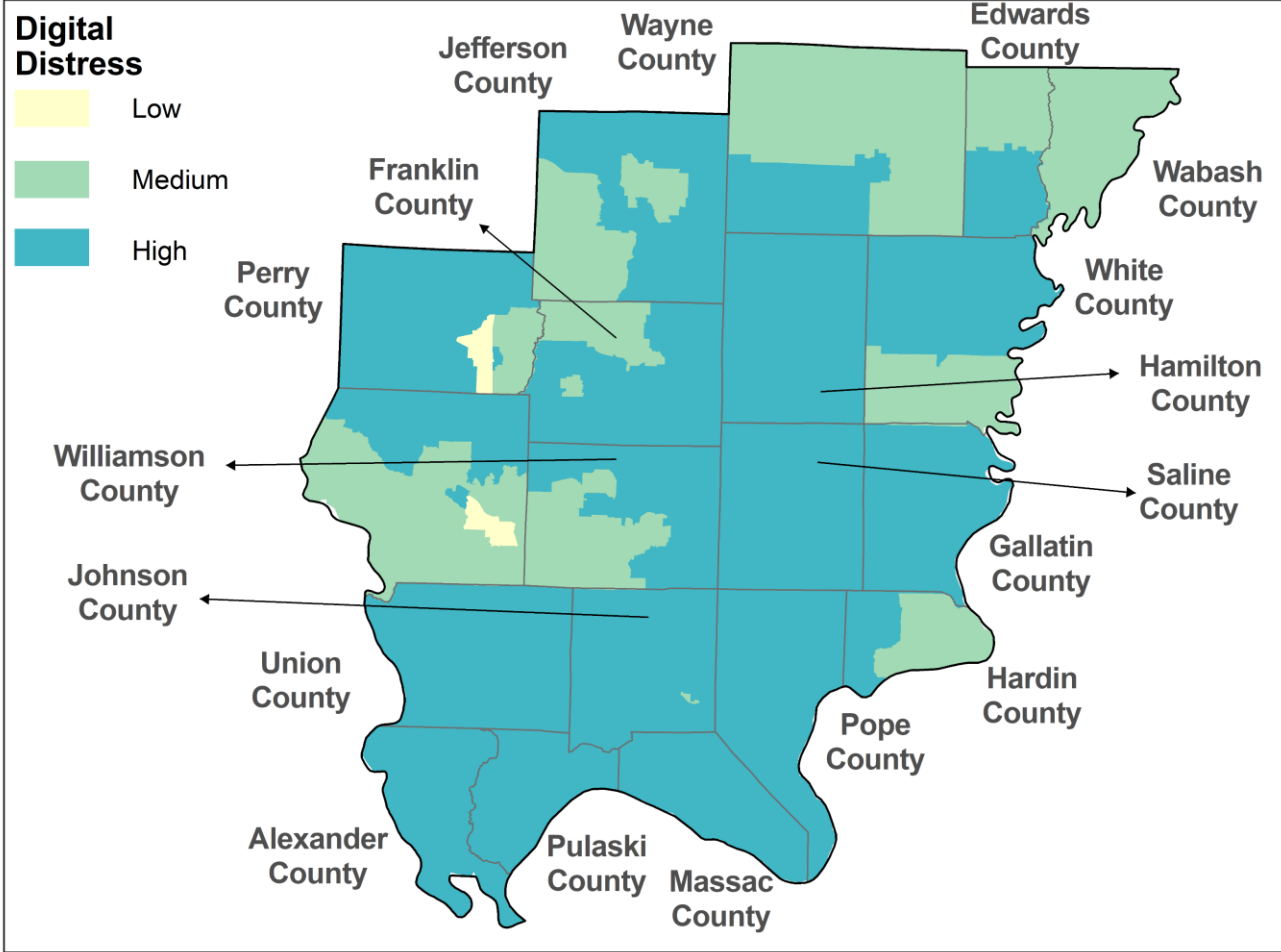 Digital
Distress
Low
Medium
High
Edwards
County
Wayne
County
Jefferson
County
Franklin
County
Wabash
County
Perry
County
White
County
Hamilton
County
Williamson
County
Saline
County
Gallatin
County
Johnson
County
Union
County
Hardin
County
Pope
County
Alexander
County
Pulaski
County
Massac
County